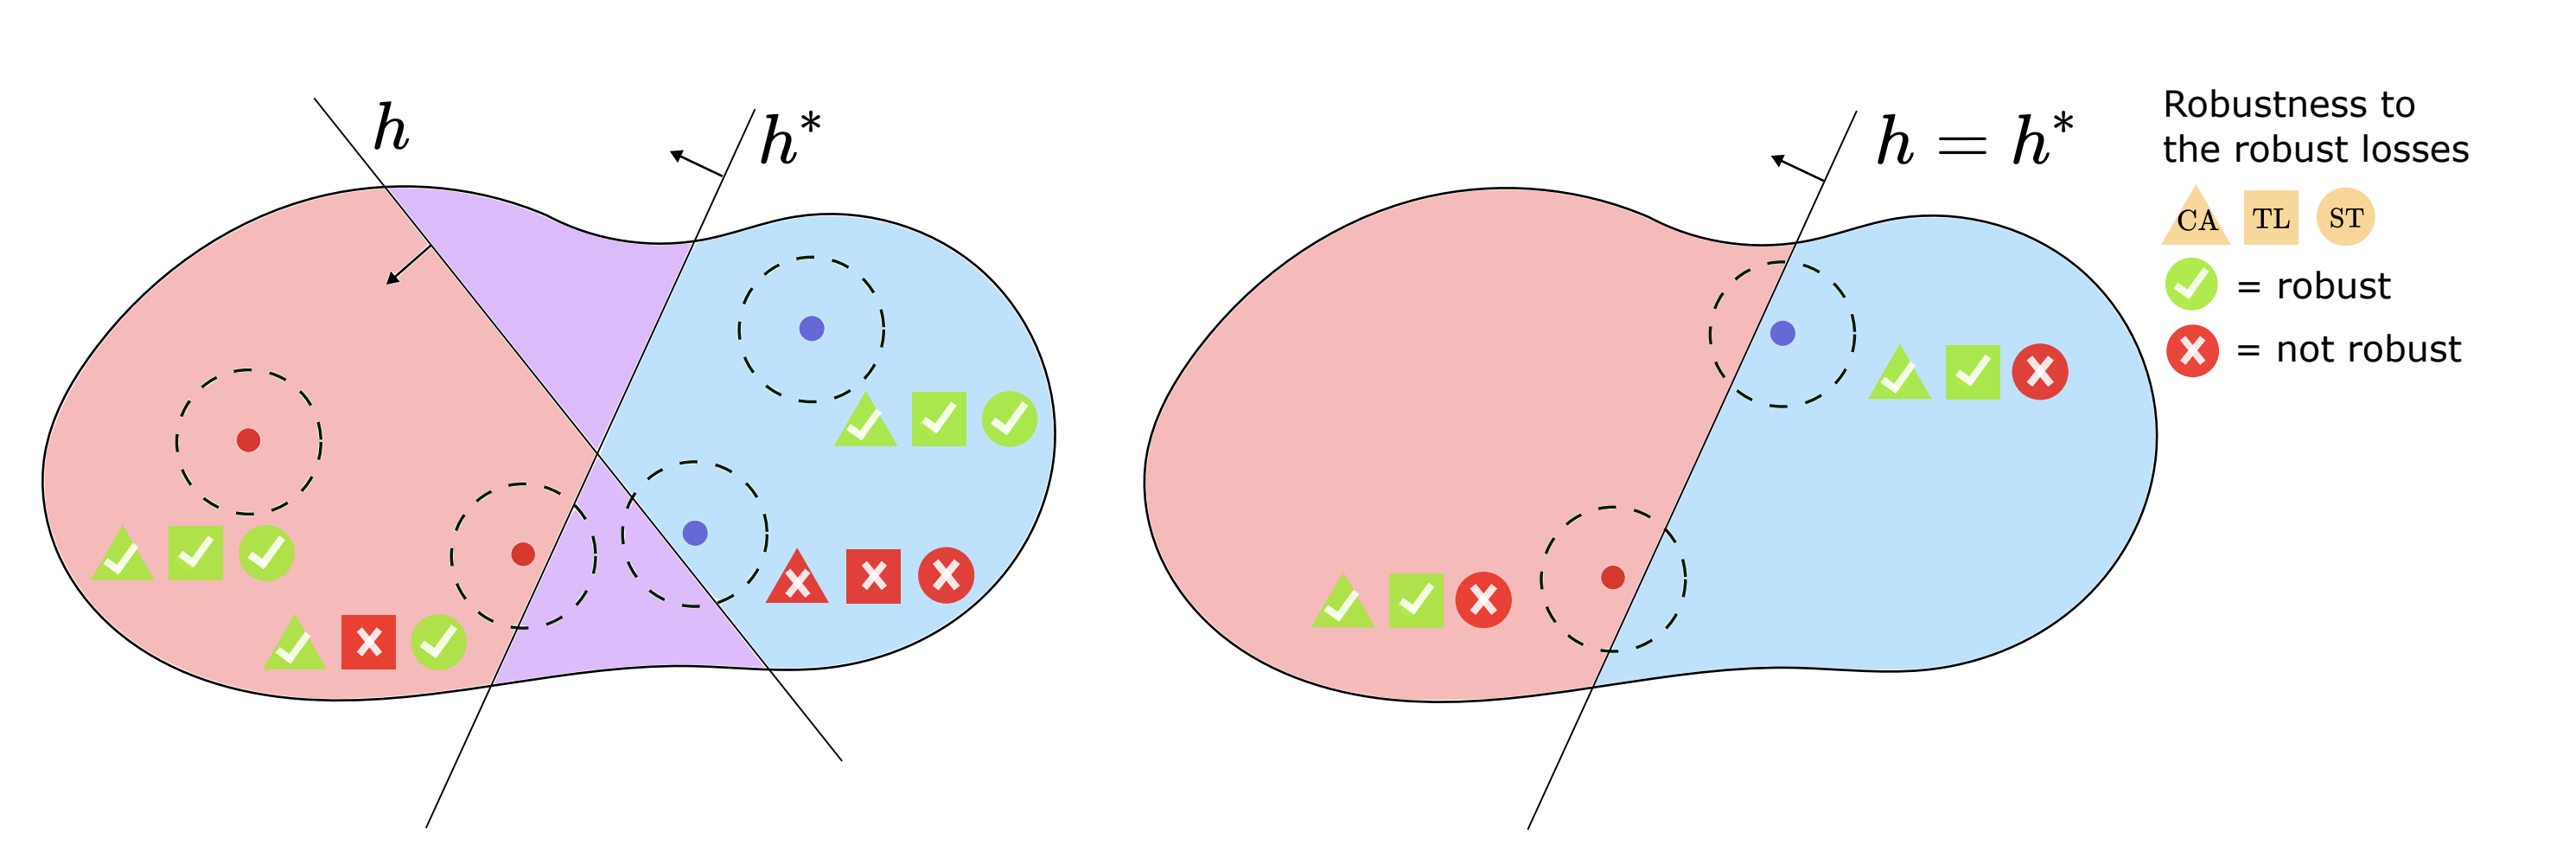 h
h*
h = h*
Robustness to
the robust losses
CA TL ST
= robust
= not robust